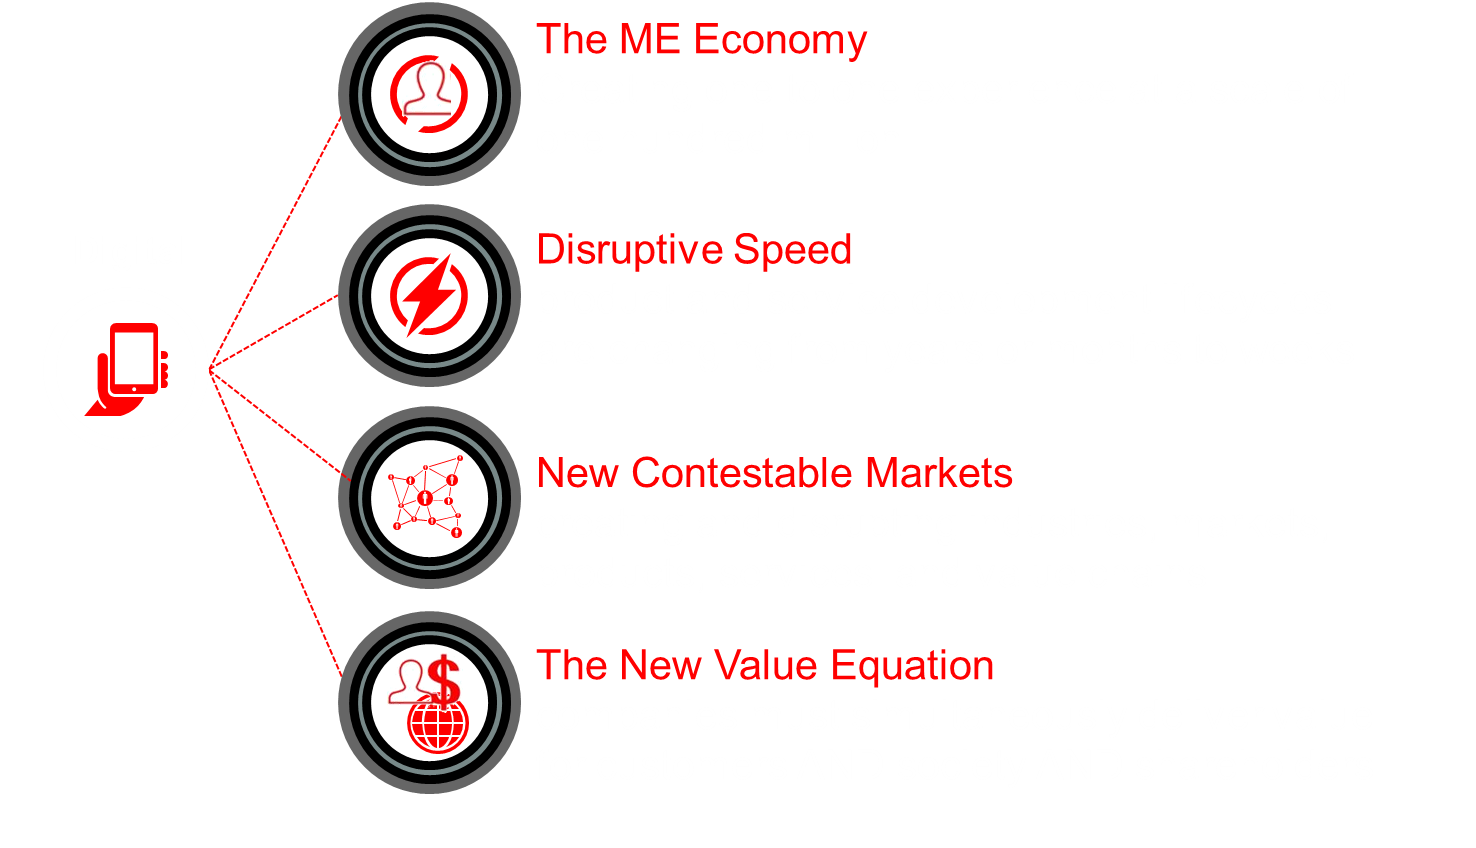 The ME Economy
Disruptive Speed
New Contestable Markets
The New Value Equation
$